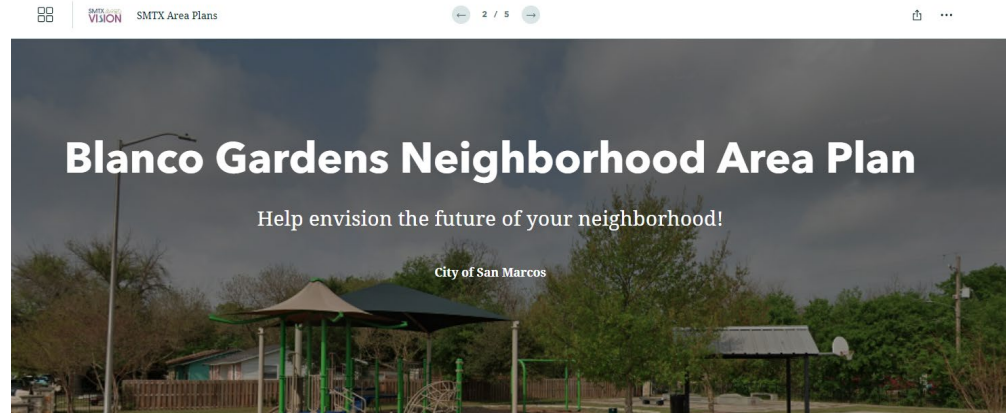 SMTX
VISION
SMTX Area Plans
← 2 / 5 →
Blanco Gardens Neighborhood Area Plan
Help envision the future of your neighborhood!
City of San Marcos